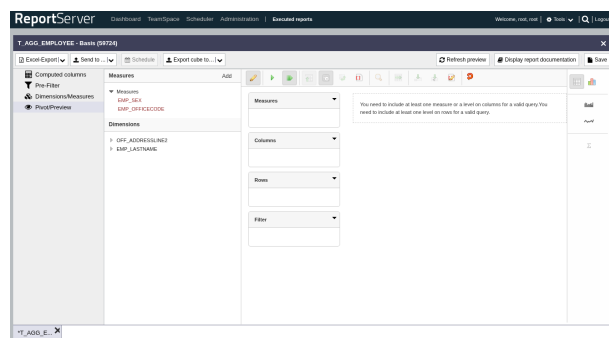 ReportServer Dashboard TeamSpace Scheduler Administration | Executed reports Welcome, root, root | Tools | Logout
T_AGG_EMPLOYEE - Basis (59724)
Excel-Export Send to ... Schedule Export cube to... Refresh preview Display report documentation Save
Computed columns
Pre-Filter
Dimensions/Measures
Pivot/Preview
Measures Add
Measures
EMP_SEX
EMP_OFFICECODE
Dimensions
OFF_ADDRESSLINE2
EMP_LASTNAME
Measures
Columns
Rows
Filter
You need to include at least one measure or a level on columns for a valid query.You
need to include at least one level on rows for a valid query.
*T_AGG_E...